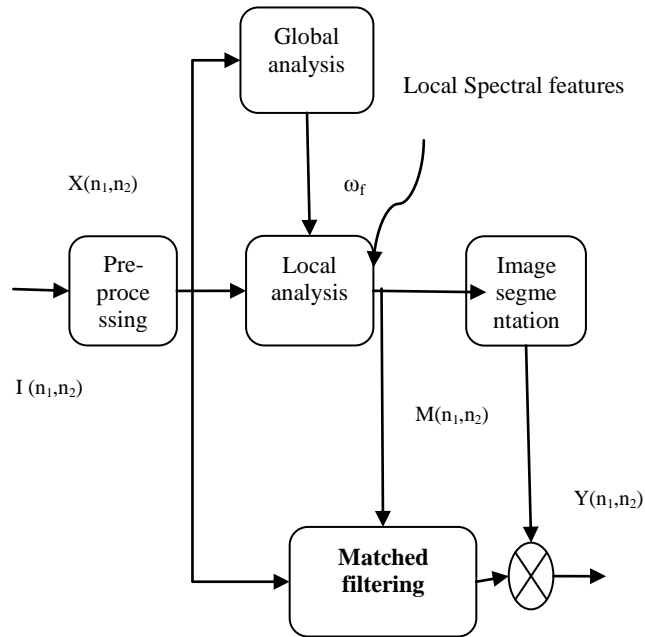 Global
analysis
Local Spectral features
X(n₁,n₂)
ω_f
Pre-
proce
ssing
Local
analysis
Image
segme
ntation
I (n₁,n₂)
M(n₁,n₂)
Y(n₁,n₂)
Matched
filtering